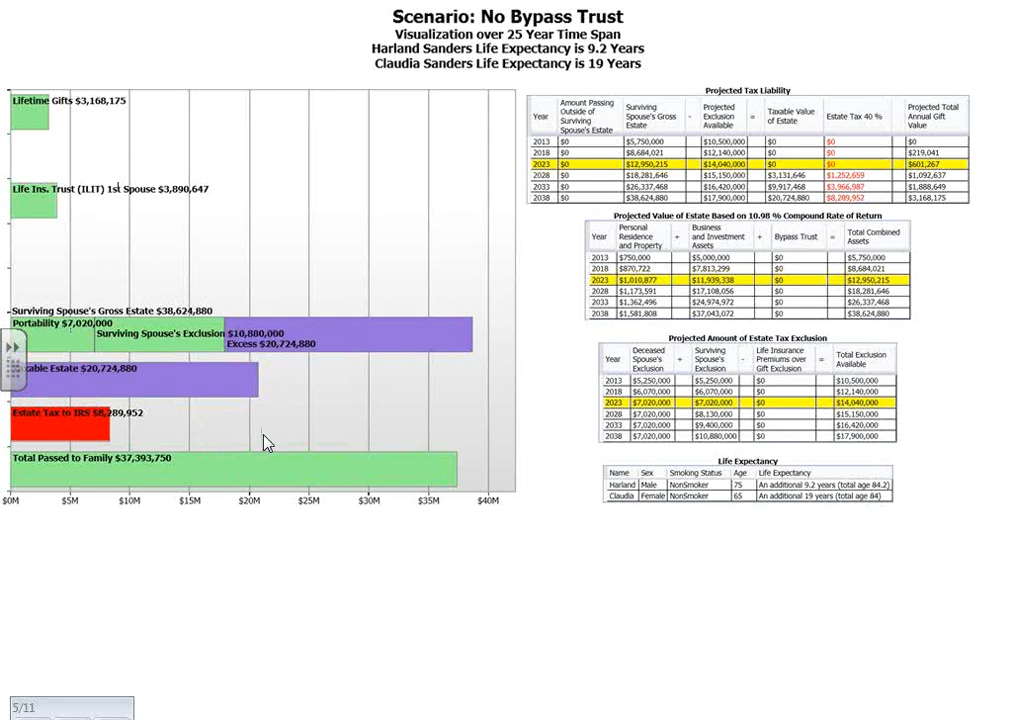 Scenario: No Bypass Trust
Visualization over 25 Year Time Span
Harland Sanders Life Expectancy is 9.2 Years
Claudia Sanders Life Expectancy is 19 Years
Lifetime Gifts $3,168,175
Life Ins. Trust (ILIT) 1st Spouse $3,890,647
Surviving Spouse's Gross Estate $38,624,880
Portability $7,020,000
Surviving Spouse's Exclusion $10,880,000
Excess $20,724,880
Estate $20,724,880
Estate Tax to IRS $8,289,952
Total Passed to Family $37,393,750
$0M $5M $10M $15M $20M $25M $30M $35M $40M
Projected Tax Liability
Year Amount Passing Outside of Surviving Spouse's Estate Surviving Spouse's Gross Estate - Projected Exclusion Available = Taxable Value of Estate Estate Tax 40 % Projected Total Annual Gift Value
2013 $0 $5,750,000 $10,500,000 $0 $0 $0
2018 $0 $8,684,021 $12,140,000 $0 $0 $219,041
2023 $0 $12,950,215 $14,040,000 $0 $0 $601,267
2028 $0 $18,281,646 $15,150,000 $3,131,646 $1,252,659 $1,092,637
2033 $0 $26,337,468 $16,420,000 $9,917,468 $3,966,987 $1,888,649
2038 $0 $38,624,880 $17,900,000 $20,724,880 $8,289,952 $3,168,175
Projected Value of Estate Based on 10.98 % Compound Rate of Return
Year Personal Residence and Property + Business and Investment Assets + Bypass Trust = Total Combined Assets
2013 $750,000 $5,000,000 $0 $5,750,000
2018 $870,722 $7,813,299 $0 $8,684,021
2023 $1,010,877 $11,939,338 $0 $12,950,215
2028 $1,173,591 $17,108,056 $0 $18,281,646
2033 $1,362,496 $24,974,972 $0 $26,337,468
2038 $1,581,808 $37,043,072 $0 $38,624,880
Projected Amount of Estate Tax Exclusion
Year Deceased Spouse's Exclusion + Surviving Spouse's Exclusion - Life Insurance Premiums over Gift Exclusion = Total Exclusion Available
2013 $5,250,000 $5,250,000 $0 $10,500,000
2018 $6,070,000 $6,070,000 $0 $12,140,000
2023 $7,020,000 $7,020,000 $0 $14,040,000
2028 $7,020,000 $8,130,000 $0 $15,150,000
2033 $7,020,000 $9,400,000 $0 $16,420,000
2038 $7,020,000 $10,880,000 $0 $17,900,000
Life Expectancy
Name Sex Smoking Status Age Life Expectancy
Harland Male NonSmoker 75 An additional 9.2 years (total age 84.2)
Claudia Female NonSmoker 65 An additional 19 years (total age 84)
5/11